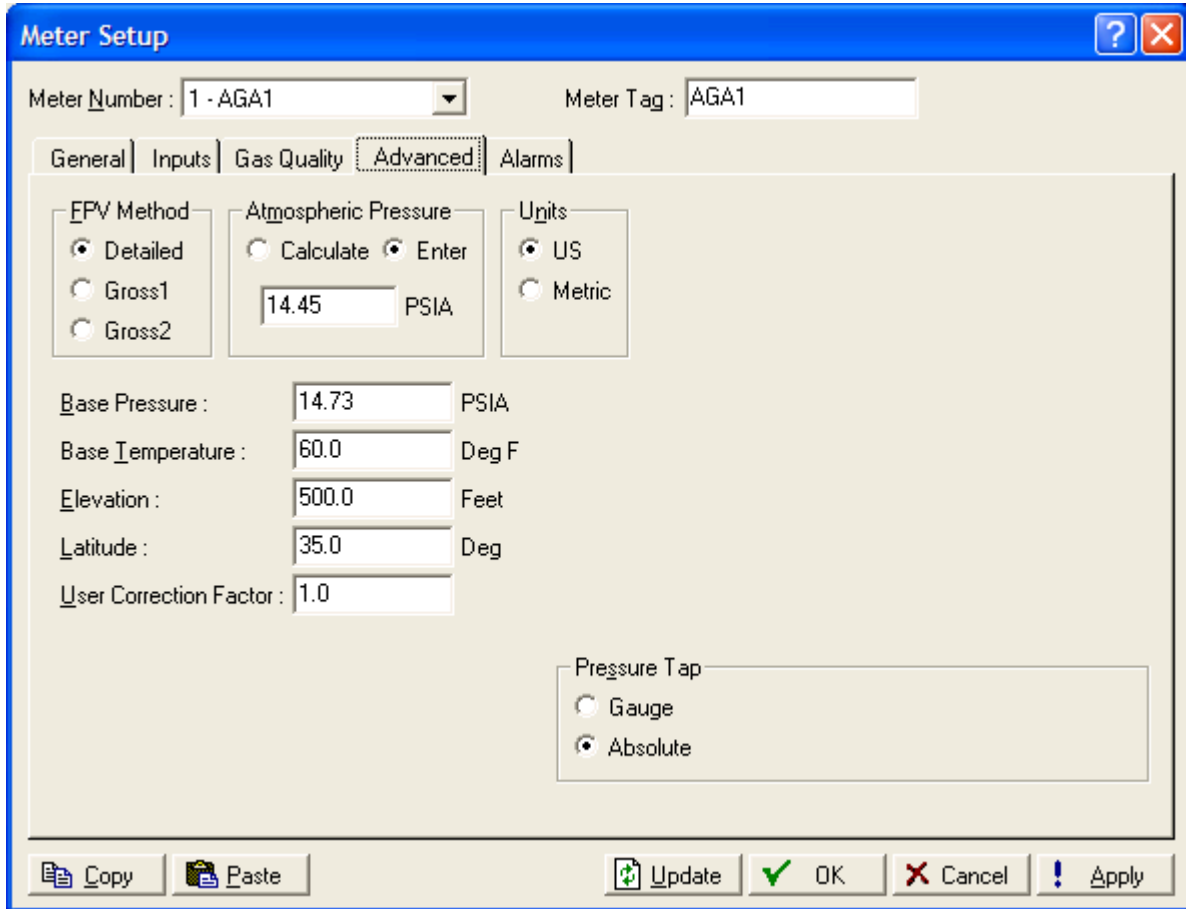 Meter Setup
Meter Number : 1 - AGA1 Meter Tag : AGA1
General Inputs Gas Quality Advanced Alarms
FPV Method Atmospheric Pressure Units
Detailed Calculate Enter US
Gross1 14.45 PSIA Metric
Gross2
Base Pressure : 14.73 PSIA
Base Temperature : 60.0 Deg F
Elevation : 500.0 Feet
Latitude : 35.0 Deg
User Correction Factor : 1.0
Pressure Tap
Gauge
Absolute
Copy Paste Update OK Cancel Apply